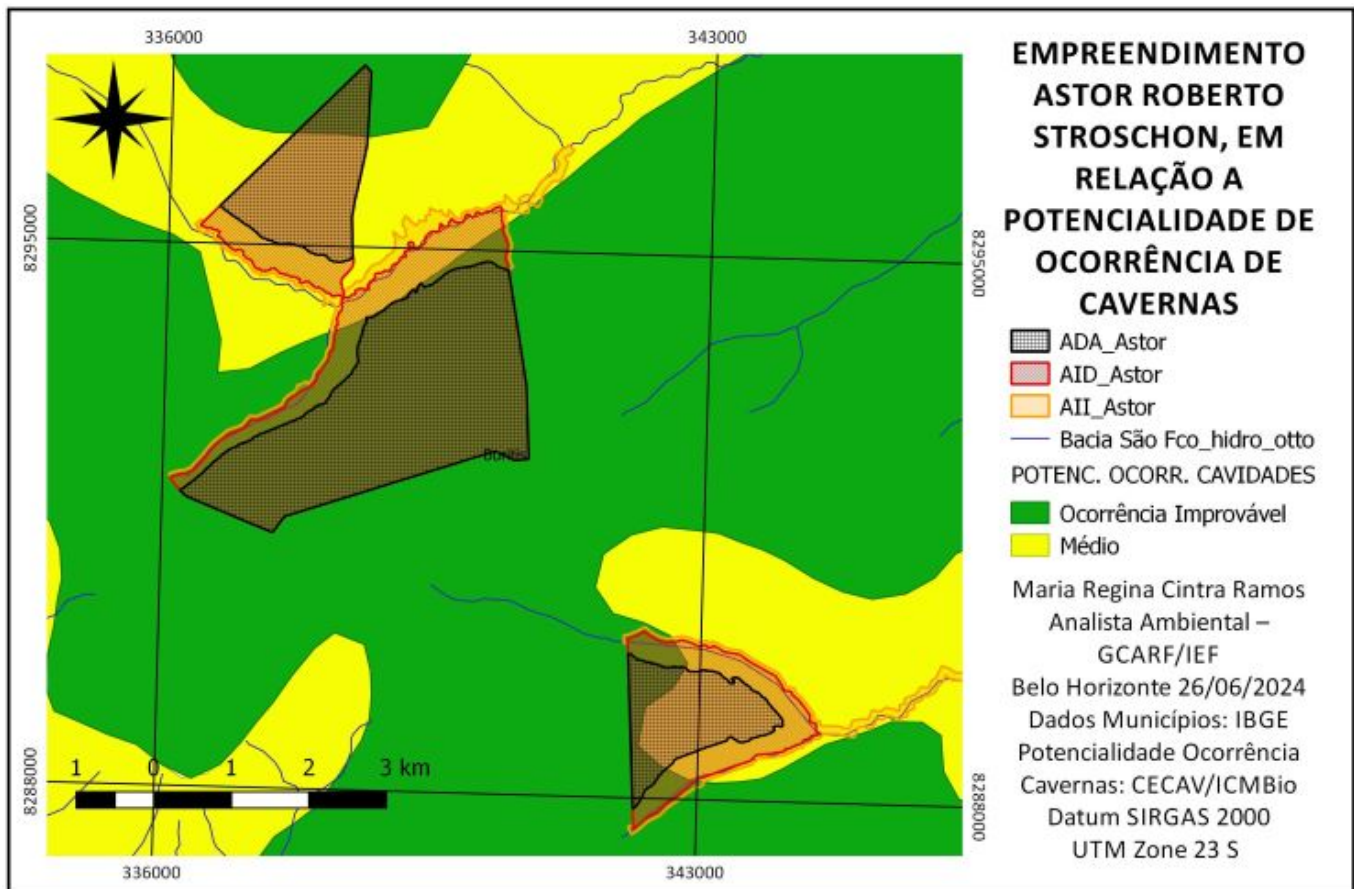 336000
343000
8295000
8295000
8288000
8288000
336000
343000
1 0 1 2 3 km
EMPREENDIMENTO
ASTOR ROBERTO
STROSCHON, EM
RELAÇÃO A
POTENCIALIDADE DE
OCORRÊNCIA DE
CAVERNAS
ADA_Astor
AID_Astor
AII_Astor
Bacia São Fco_hidro_otto
POTENC. OCORR. CAVIDADES
Ocorrência Improvável
Médio
Maria Regina Cintra Ramos
Analista Ambiental –
GCARF/IEF
Belo Horizonte 26/06/2024
Dados Municípios: IBGE
Potencialidade Ocorrência
Cavernas: CECAV/ICMBio
Datum SIRGAS 2000
UTM Zone 23 S